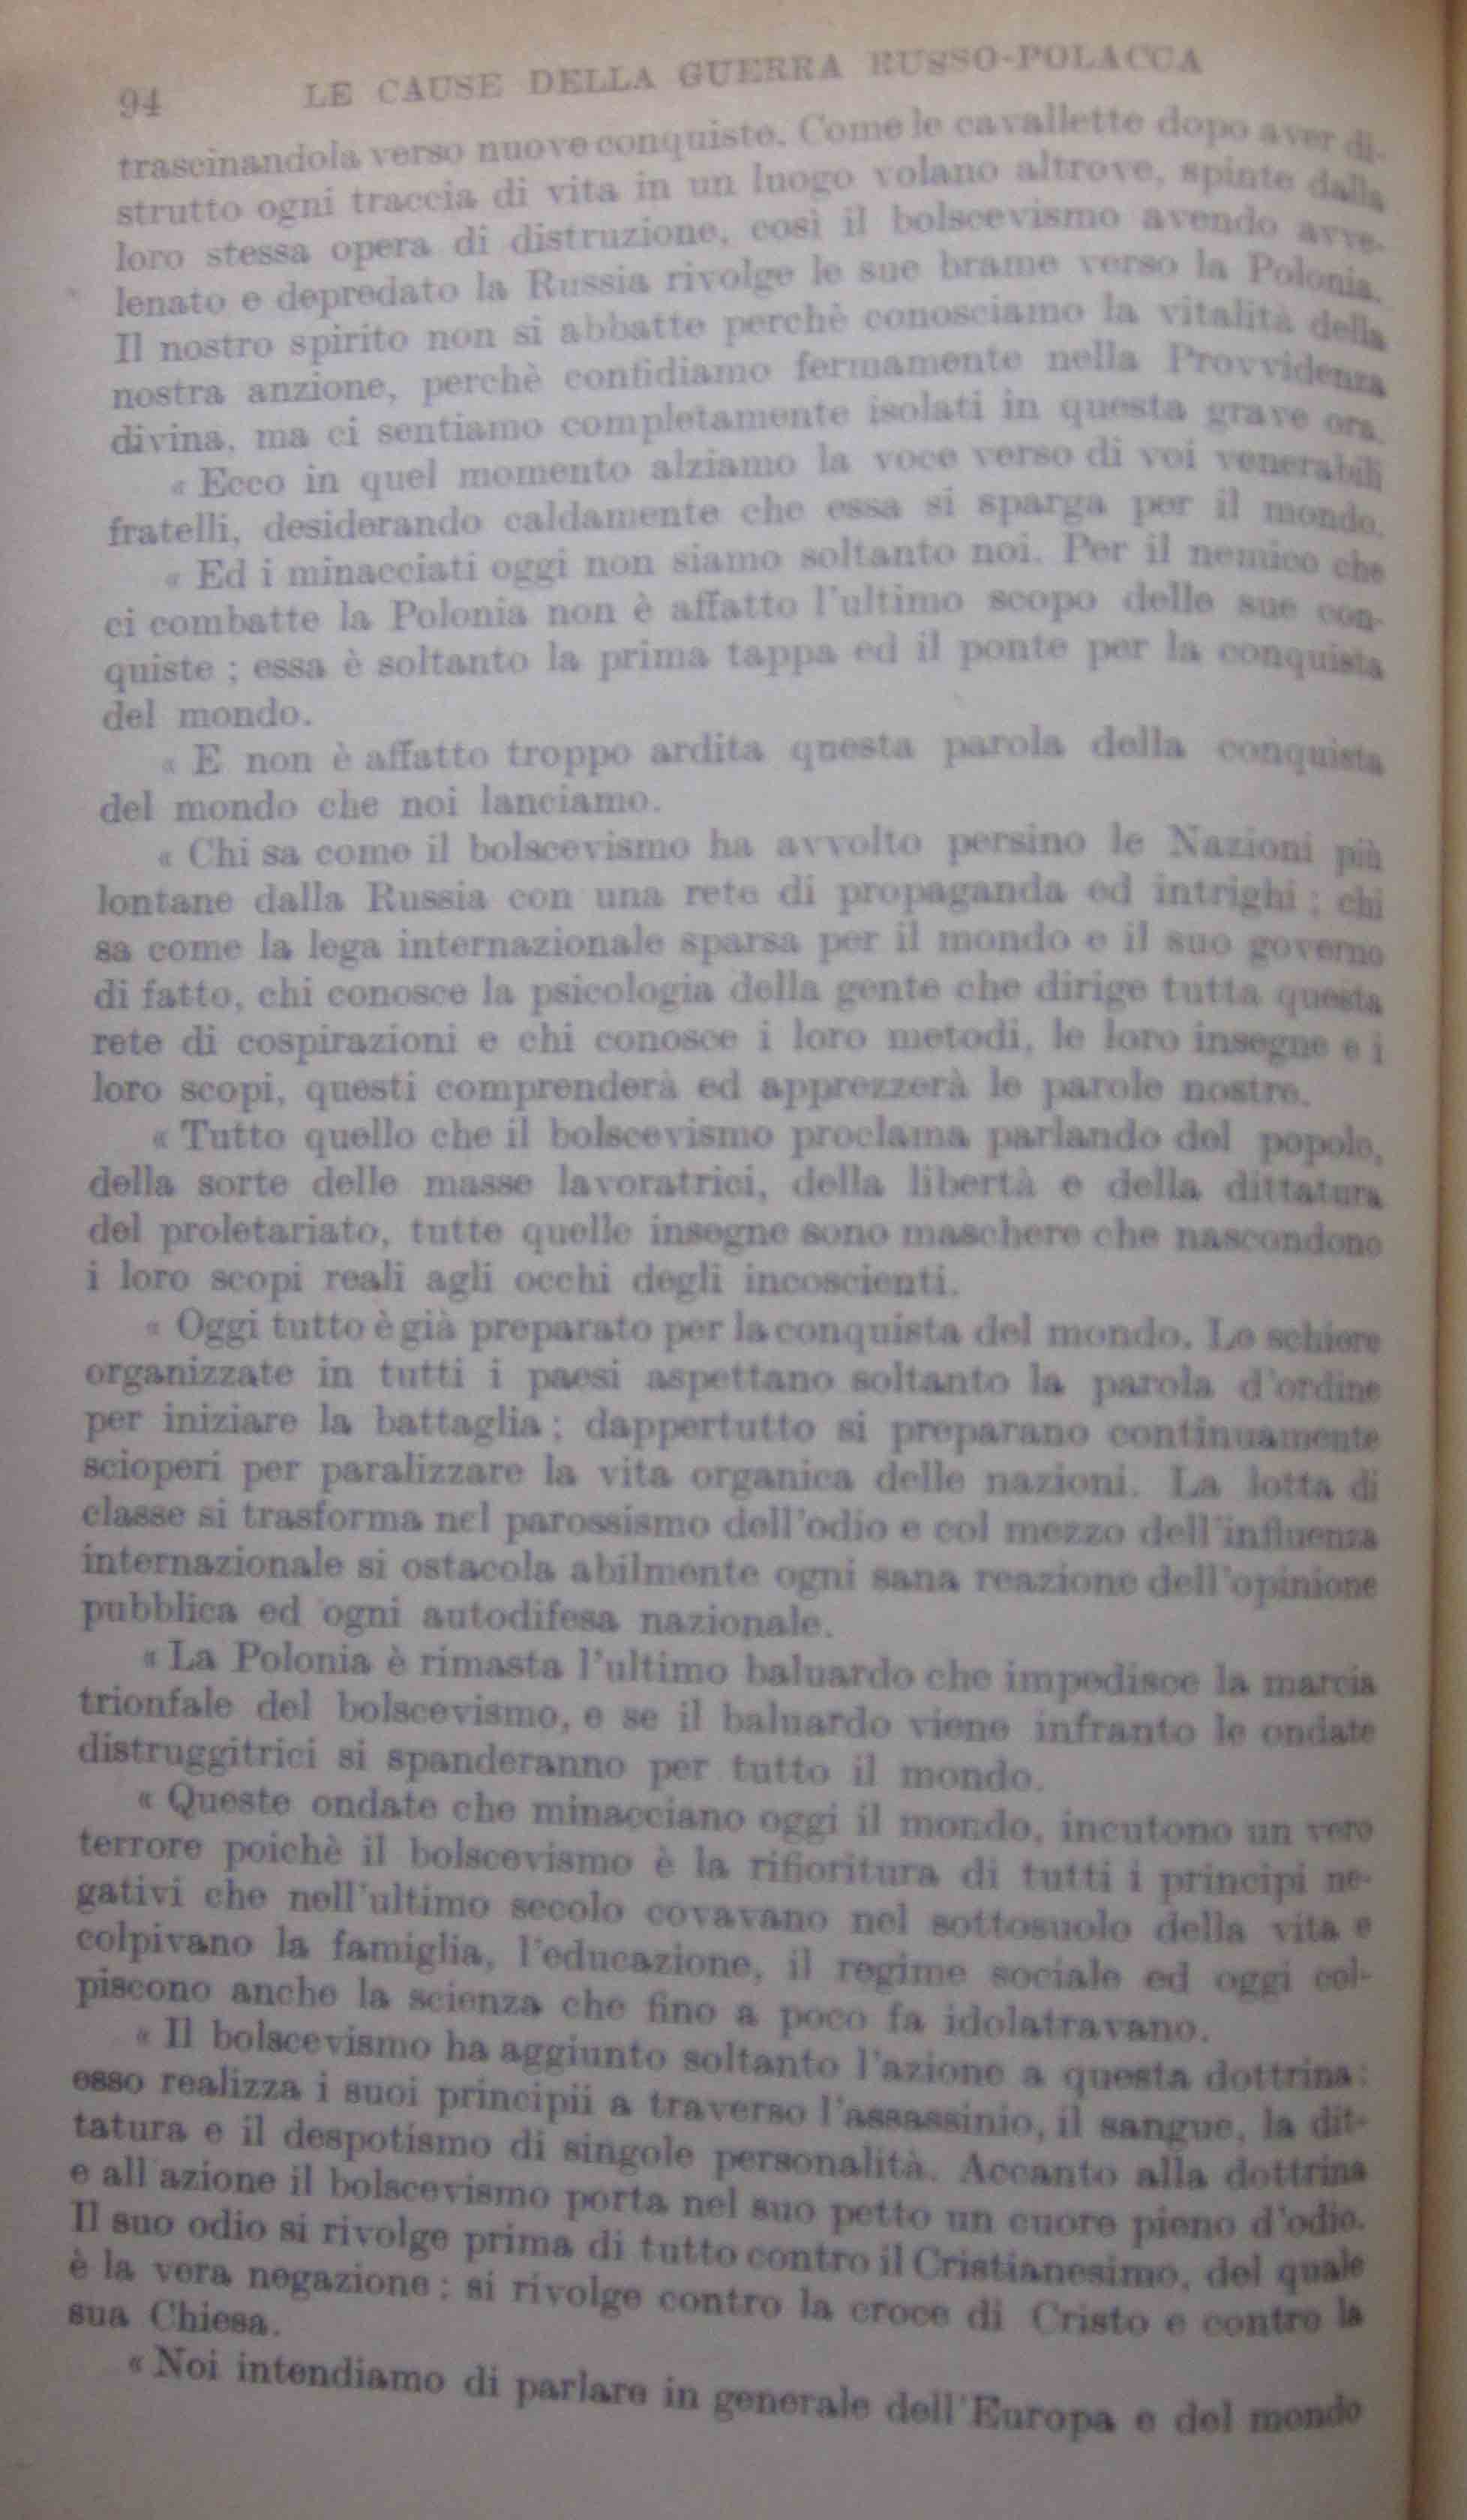 94 LE CAUSE DELLA GUERRA RUSSO-POLACCA
trascinandola verso nuove conquiste. Come le cavallette dopo aver di-
strutto ogni traccia di vita in un luogo volano altrove, spinte dalla
loro stessa opera di distruzione, così il bolscevismo avendo avve-
lenato e depredato la Russia rivolge le sue brame verso la Polonia.
Il nostro spirito non si abbatte perchè conosciamo la vitalità della
nostra anzione, perchè confidiamo fermamente nella Provvidenza
divina, ma ci sentiamo completamente isolati in questa grave ora.
« Ecco in quel momento alziamo la voce verso di voi venerabili
fratelli, desiderando caldamente che essa si sparga per il mondo.
« Ed i minacciati oggi non siamo soltanto noi. Per il nemico che
ci combatte la Polonia non è affatto l'ultimo scopo delle sue con-
quiste ; essa è soltanto la prima tappa ed il ponte per la conquista
del mondo.
« E non è affatto troppo ardita questa parola della conquista
del mondo che noi lanciamo.
« Chi sa come il bolscevismo ha avvolto persino le Nazioni più
lontane dalla Russia con una rete di propaganda ed intrighi ; chi
sa come la lega internazionale sparsa per il mondo e il suo governo
di fatto, chi conosce la psicologia della gente che dirige tutta questa
rete di cospirazioni e chi conosce i loro metodi, le loro insegne e i
loro scopi, questi comprenderà ed apprezzerà le parole nostre.
« Tutto quello che il bolscevismo proclama parlando del popolo,
della sorte delle masse lavoratrici, della libertà e della dittatura
del proletariato, tutte quelle insegne sono maschere che nascondono
i loro scopi reali agli occhi degli incoscienti.
« Oggi tutto è già preparato per la conquista del mondo. Le schiere
organizzate in tutti i paesi aspettano soltanto la parola d'ordine
per iniziare la battaglia ; dappertutto si preparano continuamente
scioperi per paralizzare la vita organica delle nazioni. La lotta di
classe si trasforma nel parossismo dell'odio e col mezzo dell'influenza
internazionale si ostacola abilmente ogni sana reazione dell'opinione
pubblica ed ogni autodifesa nazionale.
« La Polonia è rimasta l'ultimo baluardo che impedisce la marcia
trionfale del bolscevismo, e se il baluardo viene infranto le ondate
distruggitrici si spanderanno per tutto il mondo.
« Queste ondate che minacciano oggi il mondo, incutono un vero
terrore poichè il bolscevismo è la rifioritura di tutti i principi ne-
gativi che nell'ultimo secolo covavano nel sottosuolo della vita e
colpivano la famiglia, l'educazione, il regime sociale ed oggi col-
piscono anche la scienza che fino a poco fa idolatravano.
« Il bolscevismo ha aggiunto soltanto l'azione a questa dottrina :
esso realizza i suoi principii a traverso l'assassinio, il sangue, la dit-
tatura e il despotismo di singole personalità. Accanto alla dottrina
e all'azione il bolscevismo porta nel suo petto un cuore pieno d'odio.
Il suo odio si rivolge prima di tutto contro il Cristianesimo, del quale
è la vera negazione ; si rivolge contro la croce di Cristo e contro la
sua Chiesa.
« Noi intendiamo di parlare in generale dell'Europa e del mondo